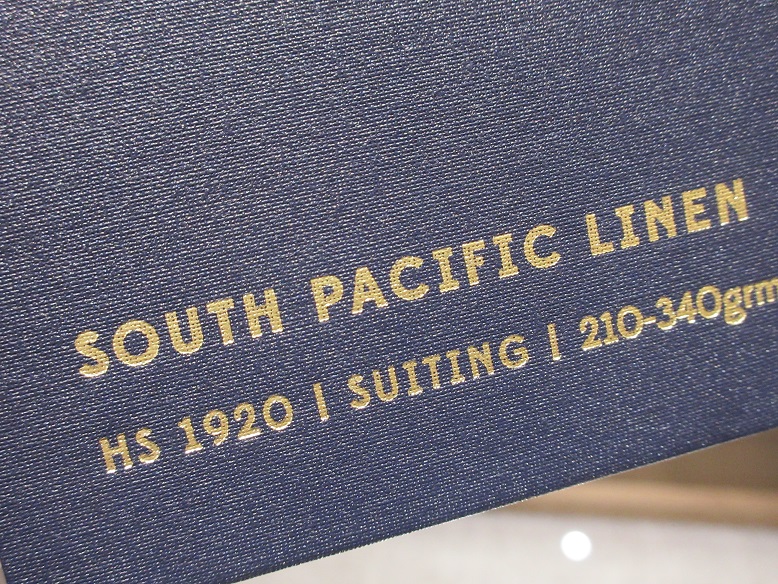 SOUTH PACIFIC LINEN
HS 1920 | SUITING | 210-340grm